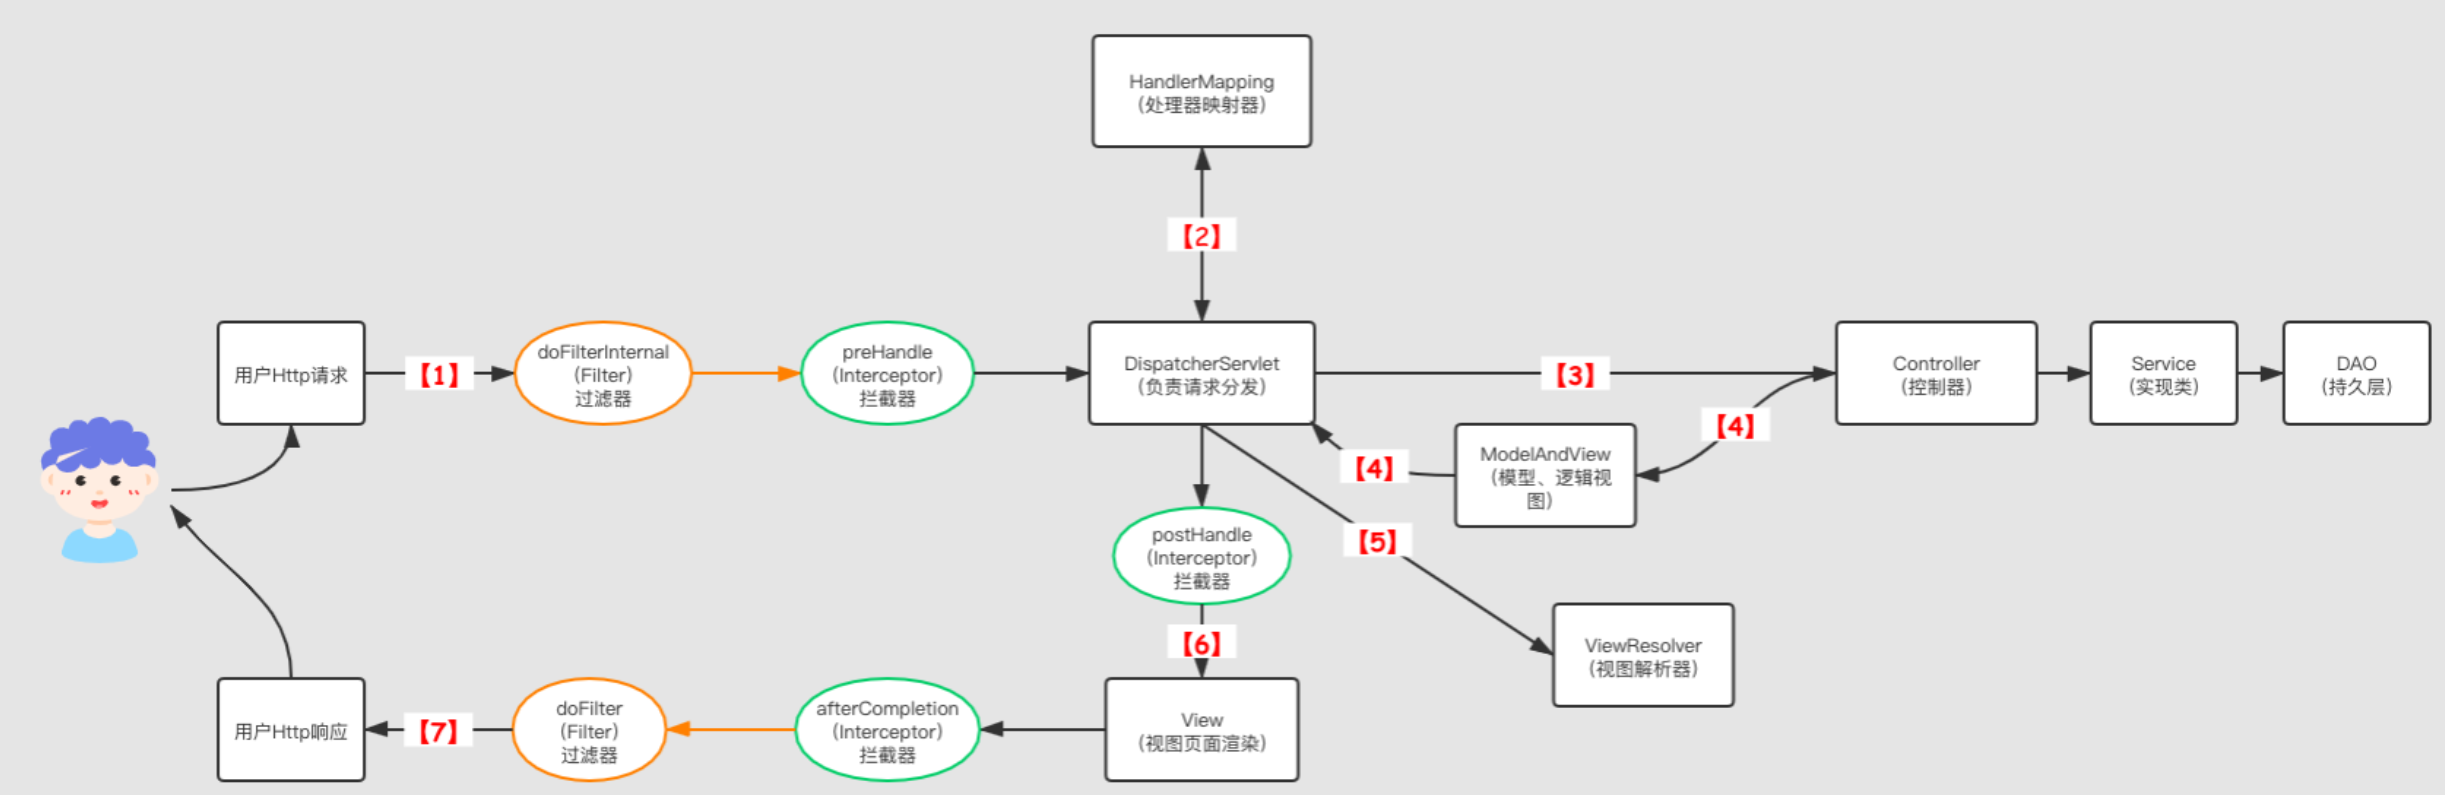 HandlerMapping
（处理器映射器）
【2】
用户Http请求
【1】
doFilterInternal
（Filter）
过滤器
preHandle
（Interceptor）
拦截器
DispatcherServlet
（负责请求分发）
【3】
Controller
（控制器）
Service
（实现类）
DAO
（持久层）
【4】
ModelAndView
（模型、逻辑视
图）
【4】
postHandle
（Interceptor）
拦截器
【5】
ViewResolver
（视图解析器）
【6】
用户Http响应
【7】
doFilter
（Filter）
过滤器
afterCompletion
（Interceptor）
拦截器
View
（视图页面渲染）